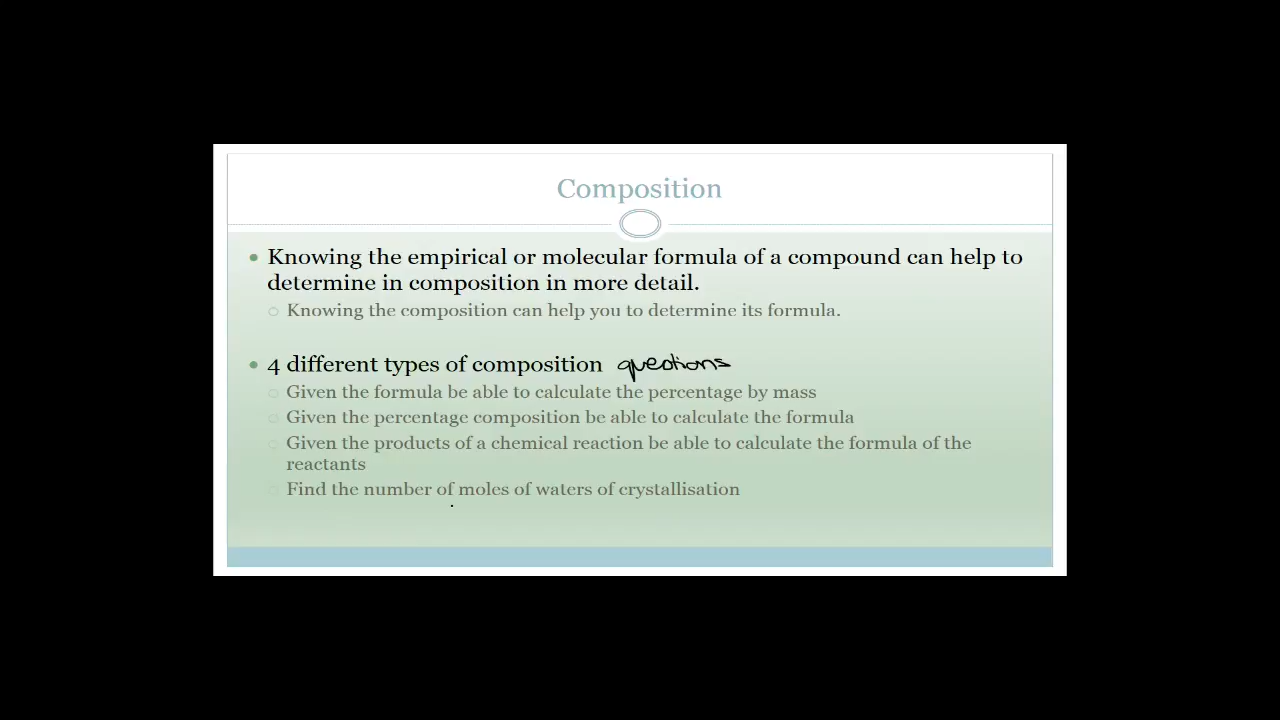 Composition
Knowing the empirical or molecular formula of a compound can help to
determine in composition in more detail.
Knowing the composition can help you to determine its formula.
4 different types of composition questions
Given the formula be able to calculate the percentage by mass
Given the percentage composition be able to calculate the formula
Given the products of a chemical reaction be able to calculate the formula of the
reactants
Find the number of moles of waters of crystallisation